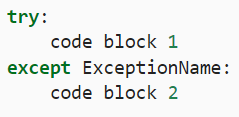 try:
    code block 1
except ExceptionName:
    code block 2